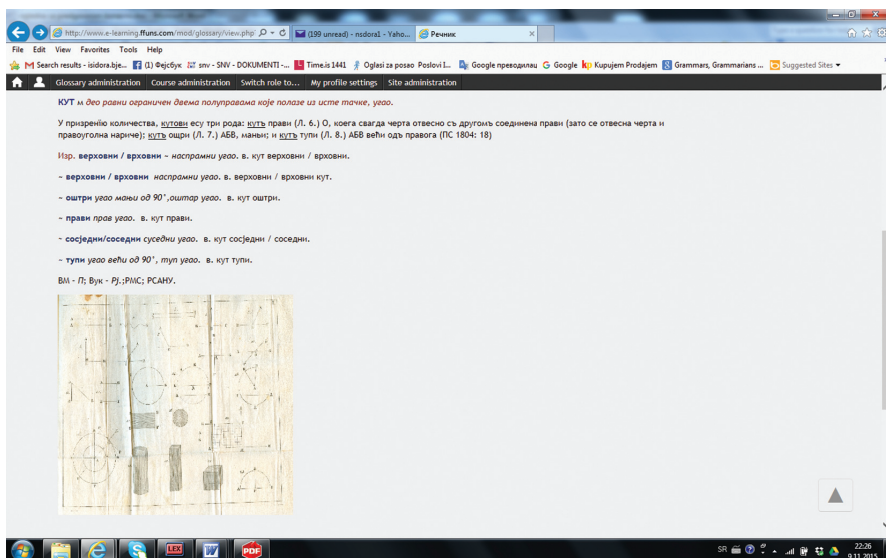 http://www.e-learning.ffuns.com/mod/glossary/view.php
(199 unread) - nsdora1 - Yaho...
Речник
File Edit View Favorites Tools Help
Search results - isidora.bje... (1) Фејсбук snv - SNV - DOKUMENTI -... Time.is 1441 Oglasi za posao Poslovi I... Google преводилац Google Kupujem Prodajem Grammars, Grammarians ... Suggested Sites
Glossary administration Course administration Switch role to... My profile settings Site administration
КУТ м део равни ограничен двема полуправама које полазе из исте тачке, угао.
У призренію количества, кутови есу три рода: кутъ прави (Л. 6.) О, коега свагда черта отвесно съ другомъ соединена прави (зато се отвесна черта и
правоуголна нариче); кутъ ощри (Л. 7.) АБВ, маньи; и кутъ тупи (Л. 8.) АБВ већи одъ правога (ПС 1804: 18)
Изр. верховни / врховни ~ наспрамни угао. в. кут верховни / врховни.
~ верховни / врховни наспрамни угао. в. верховни / врховни кут.
~ оштри угао мањи од 90˚,оштар угао. в. кут оштри.
~ прави прав угао. в. кут прави.
~ сосједни/соседни суседни угао. в. кут сосједни / соседни.
~ тупи угао већи од 90˚, туп угао. в. кут тупи.
ВМ - П; Вук - Рј.;РМС; РСАНУ.
LEX
PDF
SR
22:26
9.11.2015